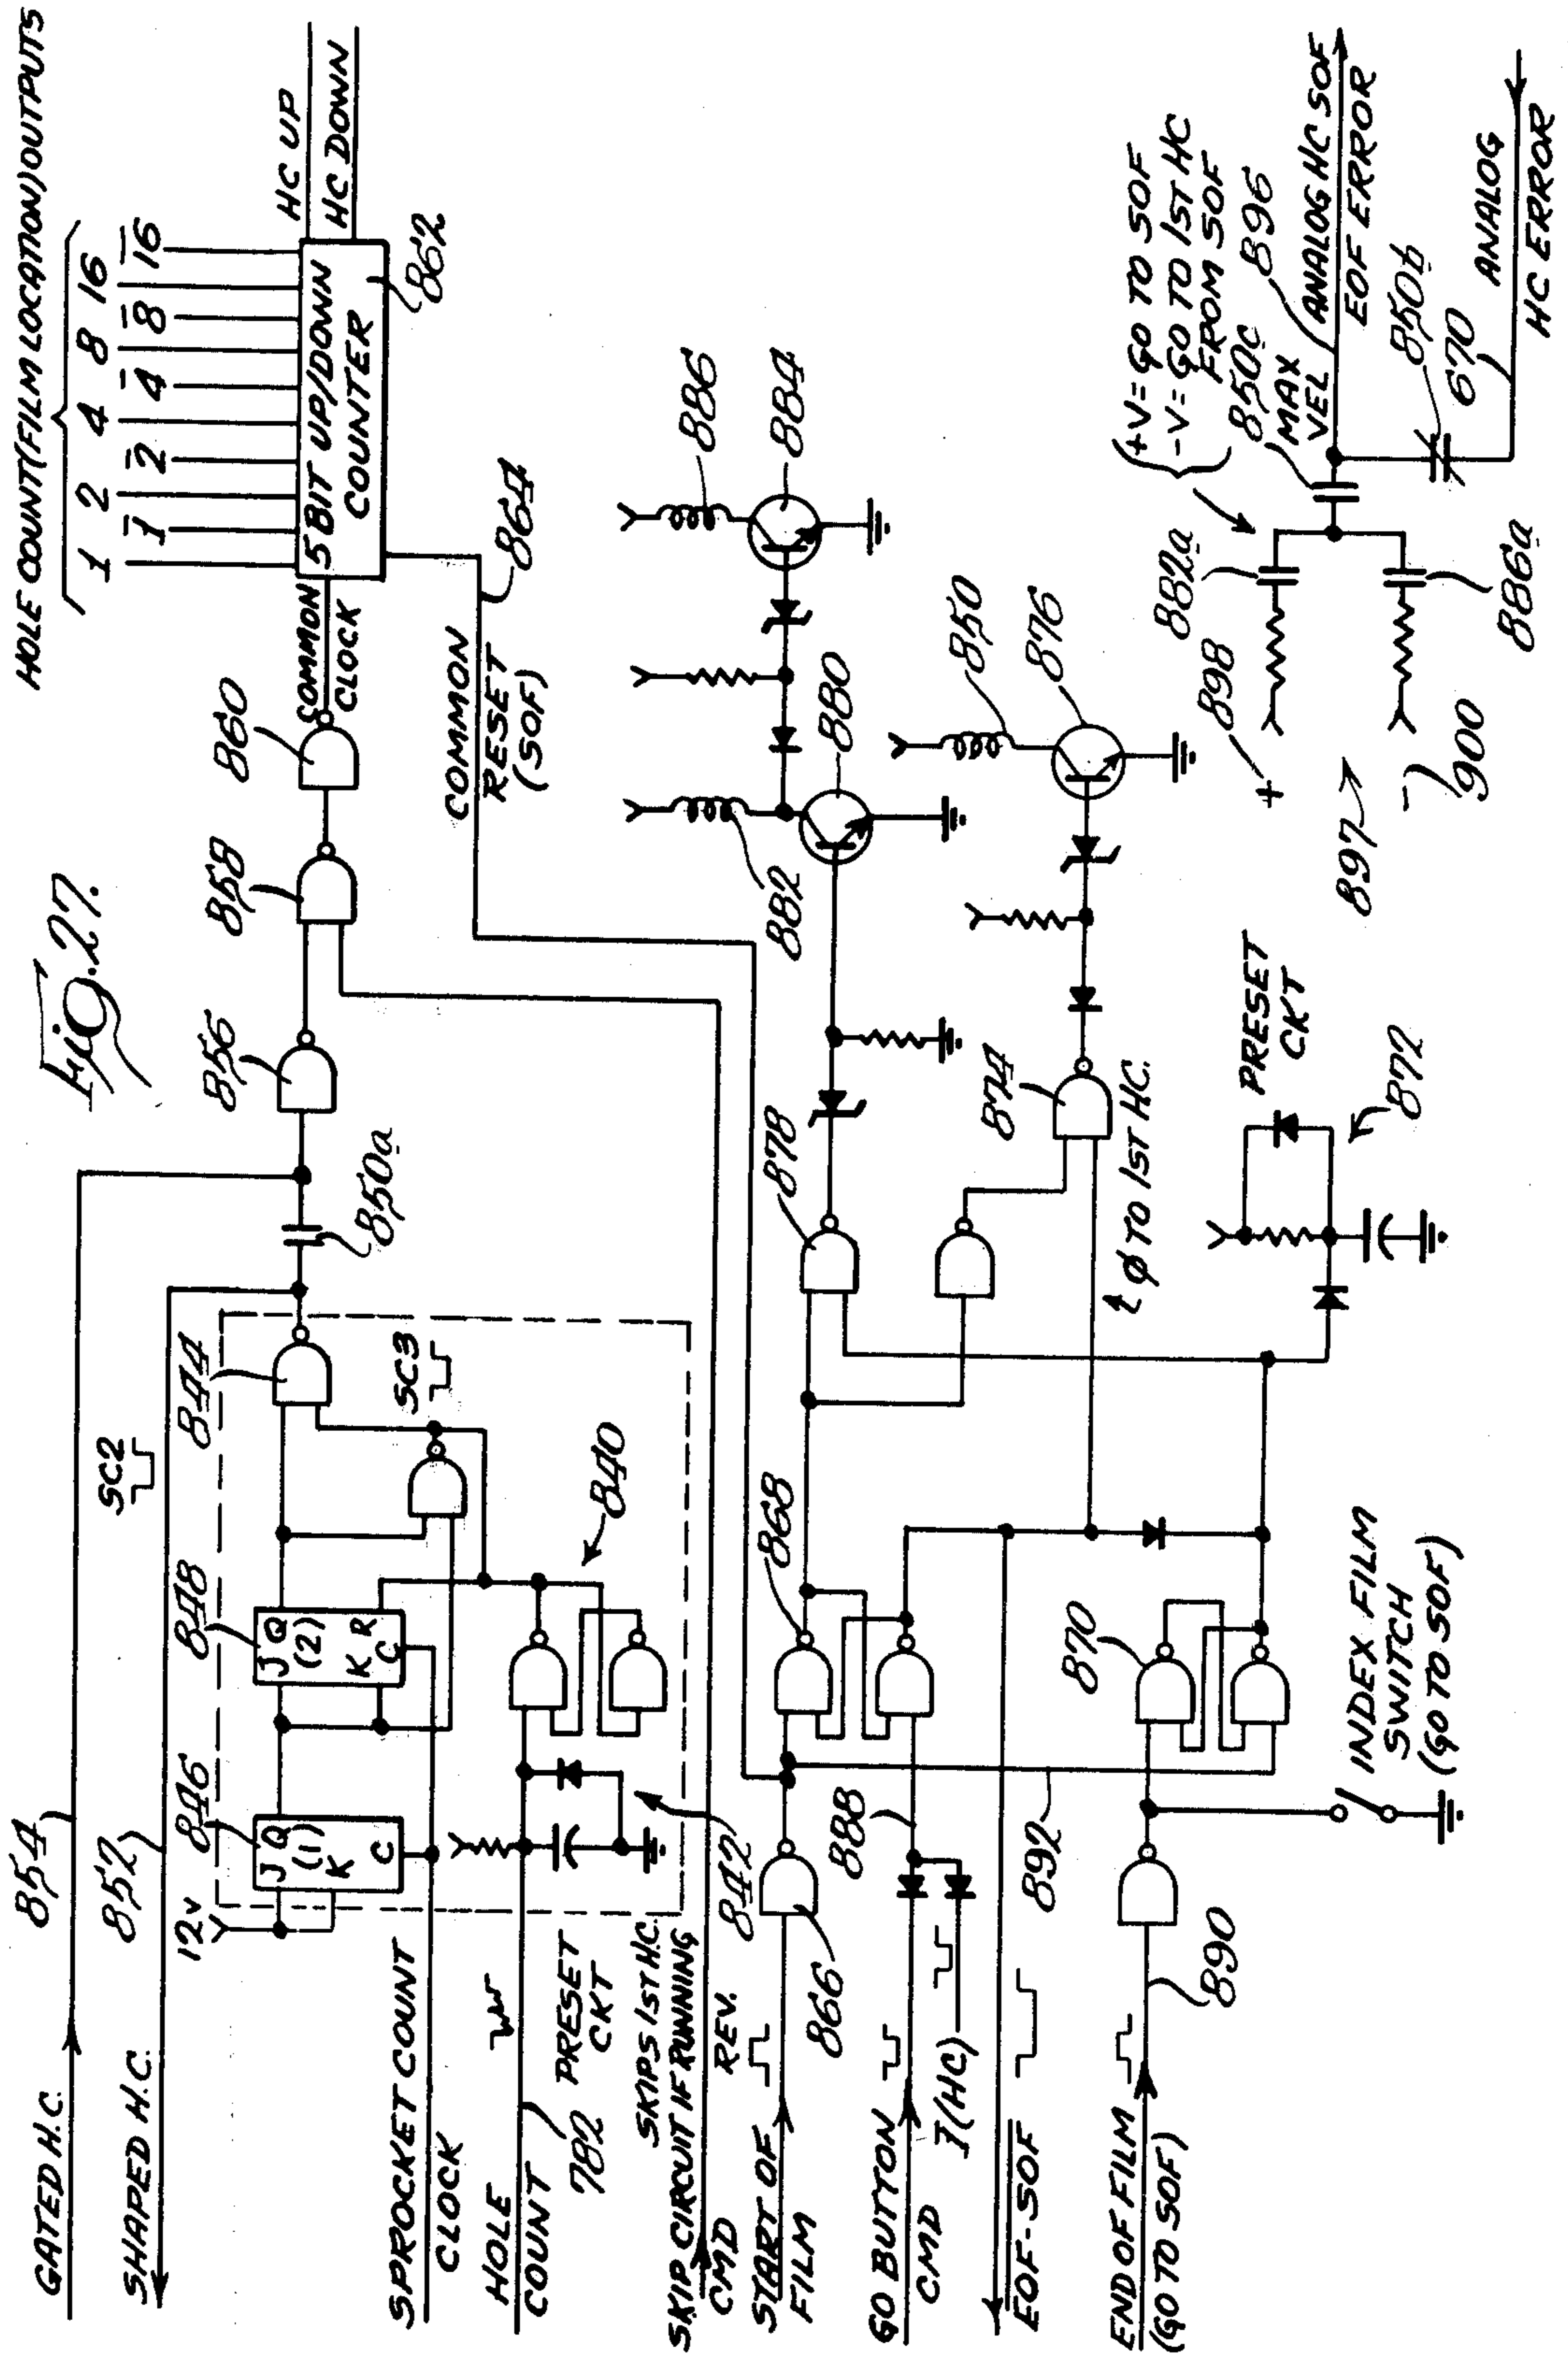 Fig. 27.
HOLE COUNT (FILM LOCATION) OUTPUTS
1 1̅ 2 2̅ 4 4̅ 8 8̅ 16 1̅6̅
5 BIT UP/DOWN
COUNTER
HC UP
HC DOWN
862
COMMON
CLOCK
860
858
856
850a
COMMON
RESET
(SOF)
864
GATED H.C.
854
SHAPED H.C.
852
SC2
12V
846
J Q
(1)
K
C
848
J Q
(2)
K R
C
844
SC3
840
SPROCKET COUNT
CLOCK
HOLE
COUNT
782
PRESET
CKT
842
SKIPS 1ST H.C.
SKIP CIRCUIT IF RUNNING
CMD
REV.
START OF
FILM
866
868
GO BUTTON
CMD
888
1̅(HC)
EOF-SOF
892
END OF FILM
(GO TO SOF)
890
870
INDEX FILM
SWITCH
(GO TO SOF)
878
874
Ø TO 1ST HC.
PRESET
CKT
872
882
880
886
884
850
876
+V = GO TO SOF
-V = GO TO 1ST HC
FROM SOF
882a
850c
MAX
VEL
896
ANALOG HC SOF
EOF ERROR
898
+
897
-
900
886a
850b
670
ANALOG
HC ERROR